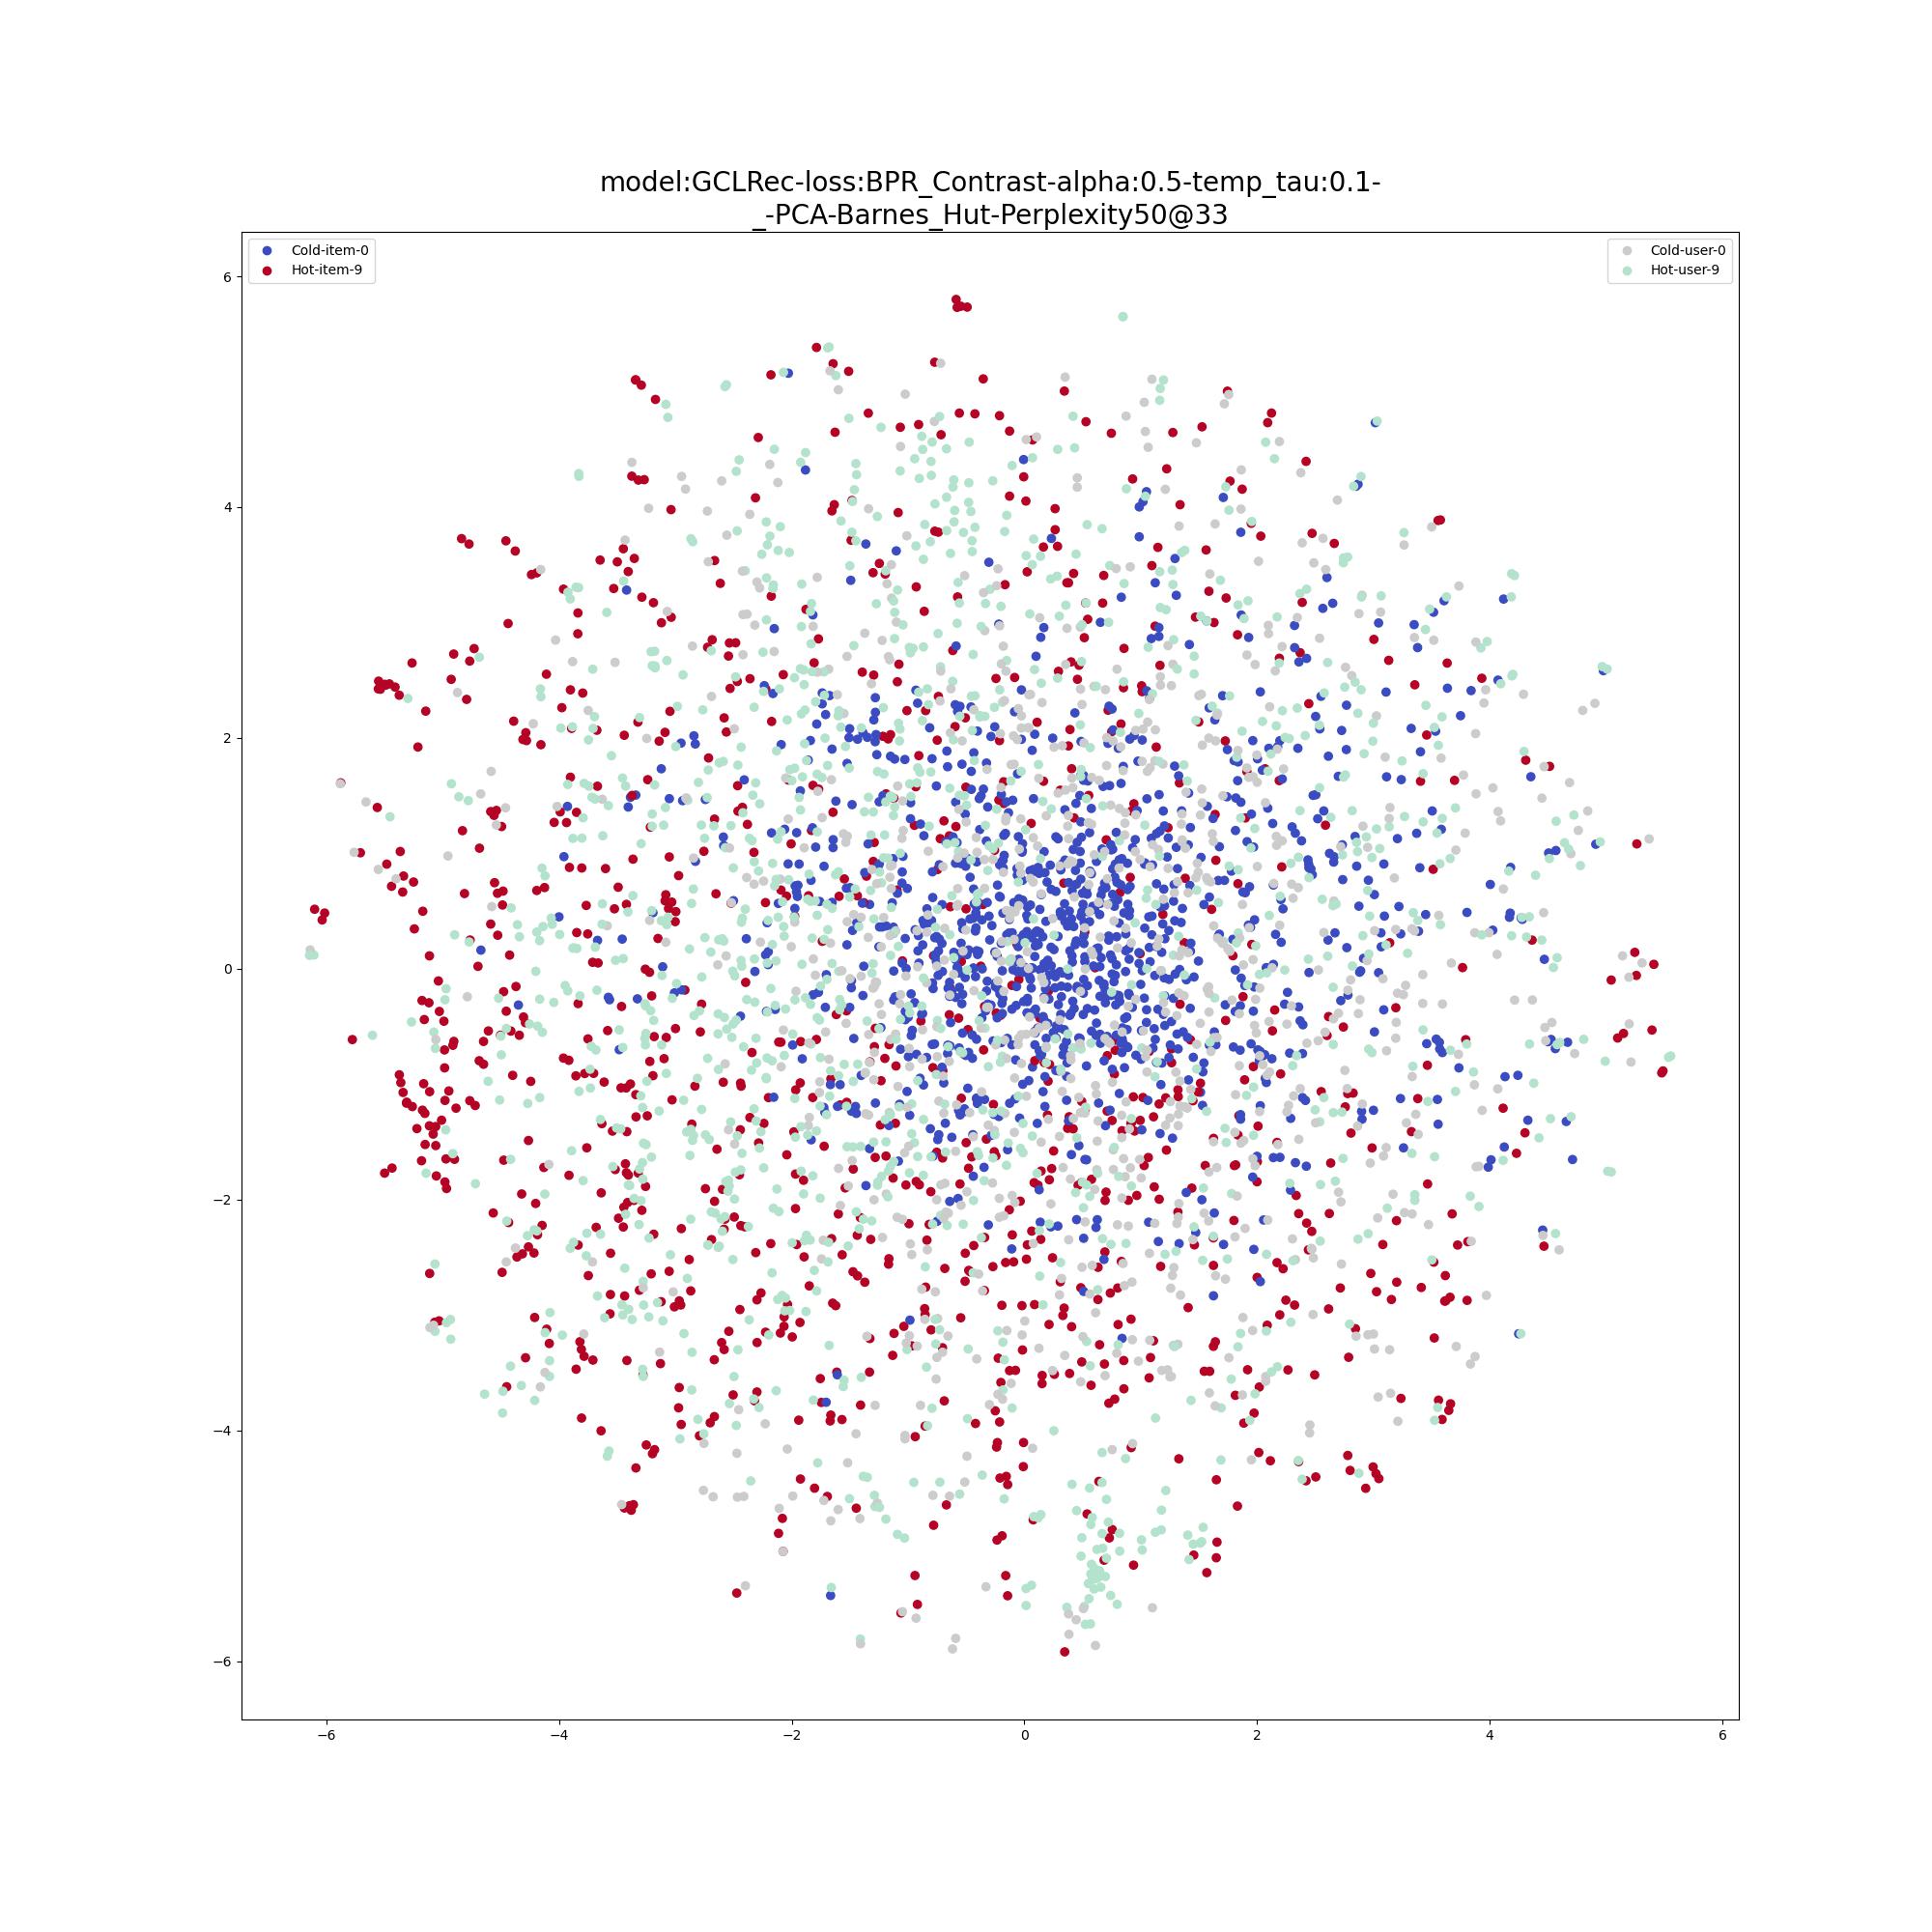 model:GCLRec-loss:BPR_Contrast-alpha:0.5-temp_tau:0.1-
_-PCA-Barnes_Hut-Perplexity50@33
Cold-item-0
Hot-item-9
Cold-user-0
Hot-user-9
6
4
2
0
−2
−4
−6
−6
−4
−2
0
2
4
6